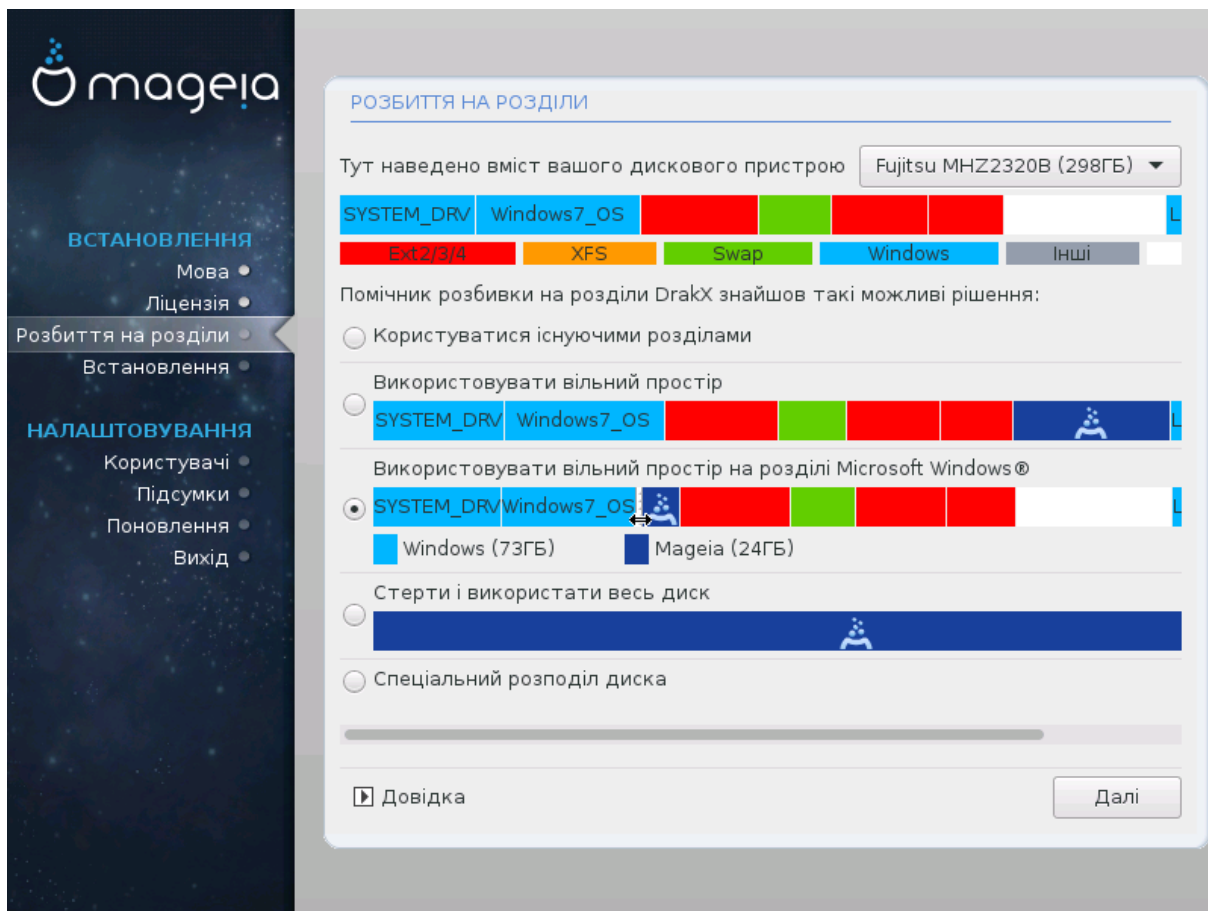 mageia
ВСТАНОВЛЕННЯ
Мова
Ліцензія
Розбиття на розділи
Встановлення
НАЛАШТОВУВАННЯ
Користувачі
Підсумки
Поновлення
Вихід
РОЗБИТТЯ НА РОЗДІЛИ
Тут наведено вміст вашого дискового пристрою Fujitsu MHZ2320B (298ГБ)
SYSTEM_DRV Windows7_OS L
Ext2/3/4 XFS Swap Windows Інші
Помічник розбивки на розділи DrakX знайшов такі можливі рішення:
Користуватися існуючими розділами
Використовувати вільний простір
SYSTEM_DRV Windows7_OS L
Використовувати вільний простір на розділі Microsoft Windows®
SYSTEM_DRV Windows7_OS L
Windows (73ГБ) Mageia (24ГБ)
Стерти і використати весь диск
Спеціальний розподіл диска
Довідка Далі